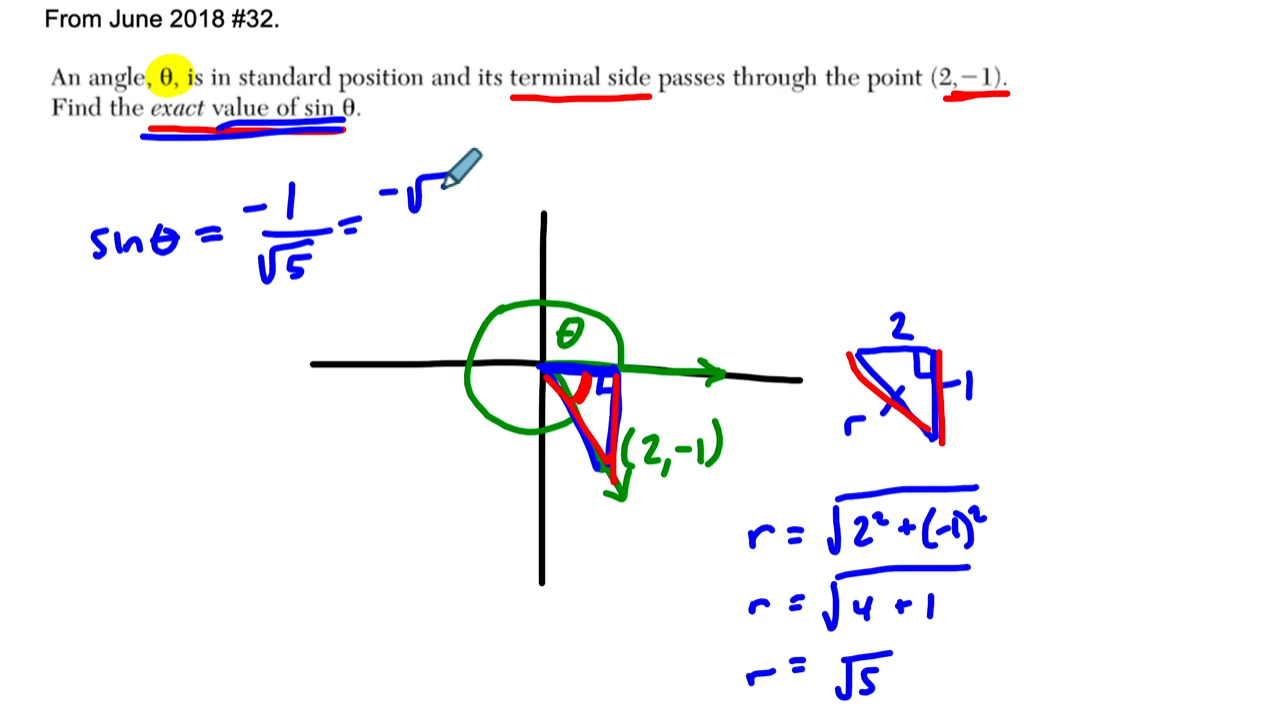 From June 2018 #32.
An angle, θ, is in standard position and its terminal side passes through the point (2,−1).
Find the exact value of sin θ.
sinθ = -1/√5 = -√
θ
(2,-1)
2
-1
r
r = √2² + (-1)²
r = √4 + 1
r = √5